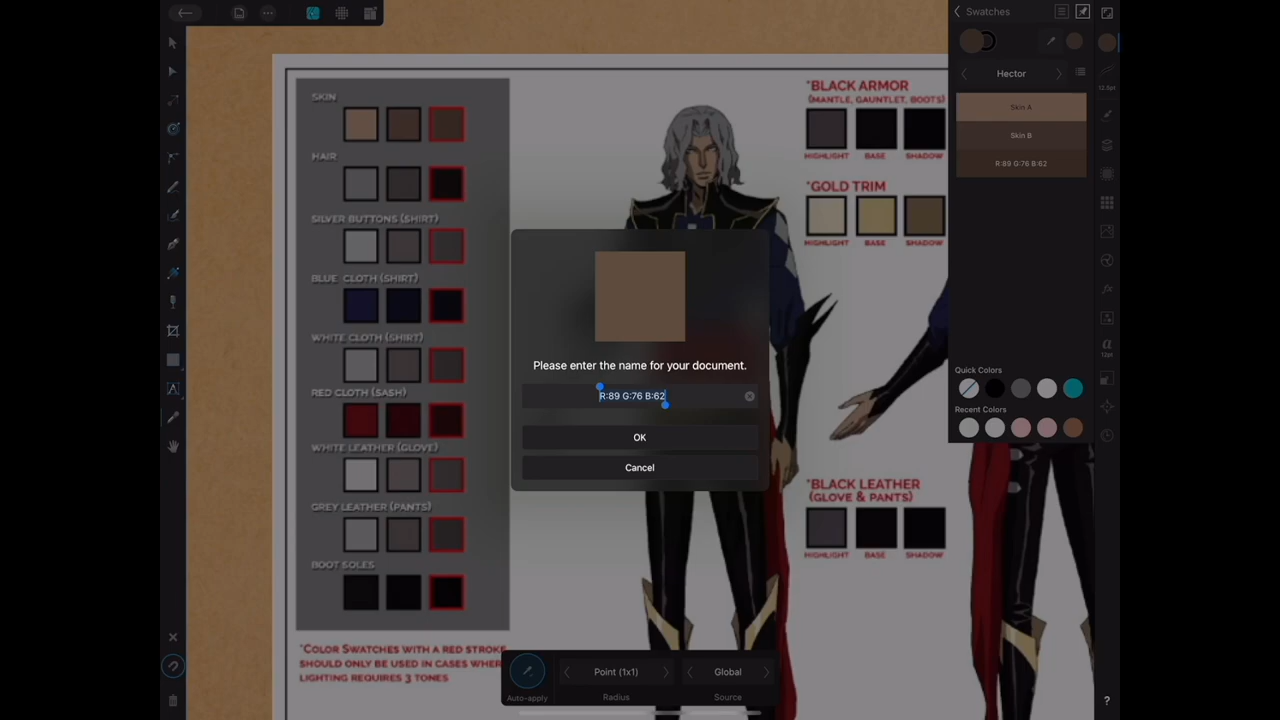 Swatches
Hector
Skin A
Skin B
R:89 G:76 B:62
12.5pt
12pt
Quick Colors
Recent Colors
SKIN
HAIR
SILVER BUTTONS (SHIRT)
BLUE CLOTH (SHIRT)
WHITE CLOTH (SHIRT)
RED CLOTH (SASH)
WHITE LEATHER (GLOVE)
GREY LEATHER (PANTS)
BOOT SOLES
*COLOR SWATCHES WITH A RED STROKE
SHOULD ONLY BE USED IN CASES WHER
LIGHTING REQUIRES 3 TONES
*BLACK ARMOR
(MANTLE, GAUNTLET, BOOTS)
HIGHLIGHT BASE SHADOW
*GOLD TRIM
HIGHLIGHT BASE SHADOW
*BLACK LEATHER
(GLOVE & PANTS)
HIGHLIGHT BASE SHADOW
Please enter the name for your document.
R:89 G:76 B:62
OK
Cancel
Auto-apply
Point (1x1)
Radius
Global
Source